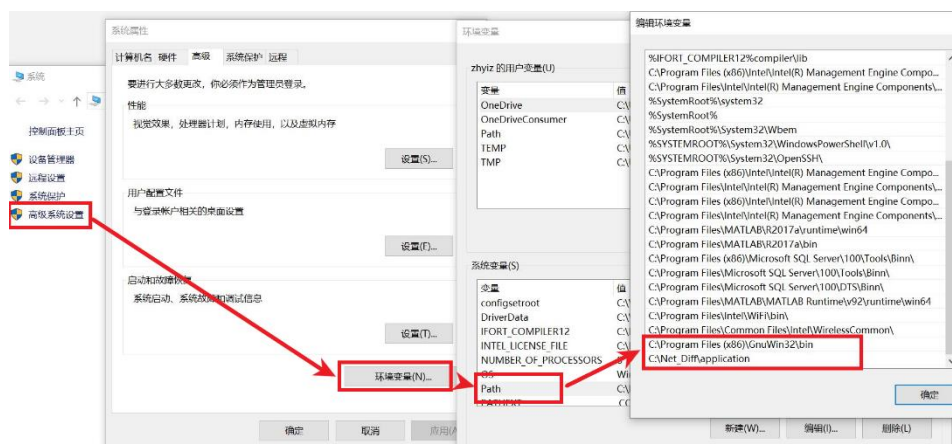 系统
控制面板主页
设备管理器
远程设置
系统保护
高级系统设置
系统属性
计算机名 硬件 高级 系统保护 远程
要进行大多数更改，你必须作为管理员登录。
性能
视觉效果，处理器计划，内存使用，以及虚拟内存
设置(S)...
用户配置文件
与登录帐户相关的桌面设置
设置(E)...
启动和故障恢复
系统启动、系统故障和调试信息
设置(T)...
环境变量(N)...
确定 取消 应用(A
环境变量
zhyiz 的用户变量(U)
变量 值
OneDrive C:\
OneDriveConsumer C:\
Path C:\
TEMP C:\
TMP C:\
系统变量(S)
变量 值
configsetroot C:\
DriverData C:\
IFORT_COMPILER12 C:\
INTEL_LICENSE_FILE C:\
NUMBER_OF_PROCESSORS
OS Wi
Path C:\
PATHEXT .CO
新建(W)... 编辑(I)... 删除(L)
编辑环境变量
%IFORT_COMPILER12%compiler\lib
C:\Program Files (x86)\Intel\Intel(R) Management Engine Compo...
C:\Program Files\Intel\Intel(R) Management Engine Components\...
%SystemRoot%\system32
%SystemRoot%
%SystemRoot%\System32\Wbem
%SYSTEMROOT%\System32\WindowsPowerShell\v1.0\
%SYSTEMROOT%\System32\OpenSSH\
C:\Program Files (x86)\Intel\Intel(R) Management Engine Compo...
C:\Program Files\Intel\Intel(R) Management Engine Components\...
C:\Program Files (x86)\Intel\Intel(R) Management Engine Compo...
C:\Program Files\Intel\Intel(R) Management Engine Components\...
C:\Program Files\MATLAB\R2017a\runtime\win64
C:\Program Files\MATLAB\R2017a\bin
C:\Program Files (x86)\Microsoft SQL Server\100\Tools\Binn\
C:\Program Files\Microsoft SQL Server\100\Tools\Binn\
C:\Program Files\Microsoft SQL Server\100\DTS\Binn\
C:\Program Files\MATLAB\MATLAB Runtime\v92\runtime\win64
C:\Program Files\Intel\WiFi\bin\
C:\Program Files\Common Files\Intel\WirelessCommon\
C:\Program Files (x86)\GnuWin32\bin
C:\Net_Diff\application
确定